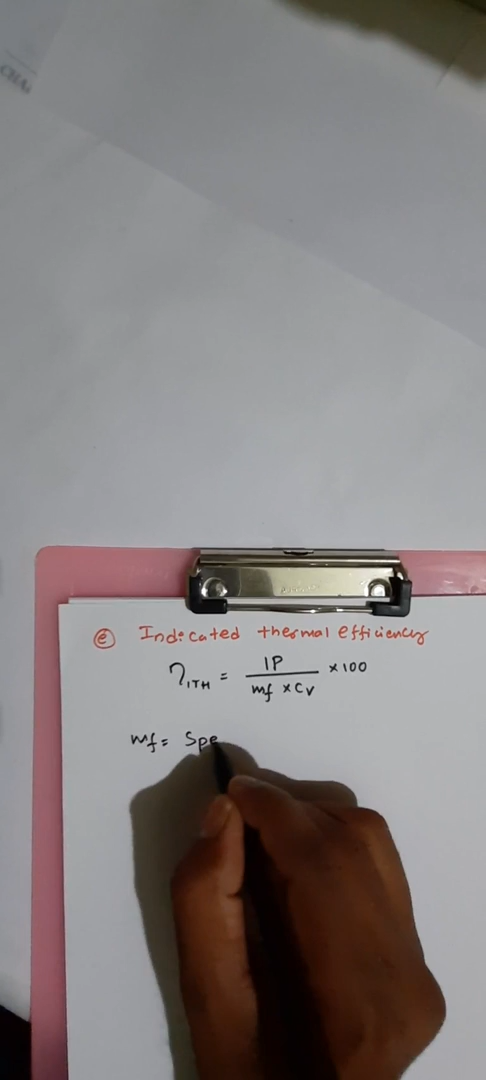 ⓔ Indicated thermal efficiency
ηITH = IP / mf × CV × 100
mf = Spe